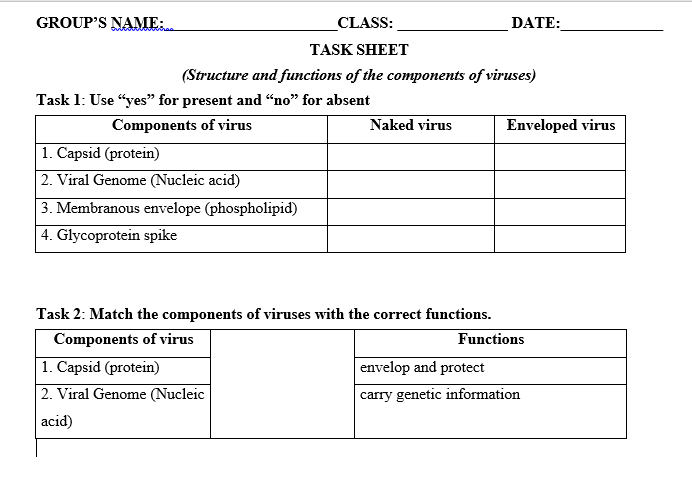 GROUP’S NAME: CLASS: DATE:
TASK SHEET
(Structure and functions of the components of viruses)
Task 1: Use “yes” for present and “no” for absent
Components of virus Naked virus Enveloped virus
1. Capsid (protein)
2. Viral Genome (Nucleic acid)
3. Membranous envelope (phospholipid)
4. Glycoprotein spike
Task 2: Match the components of viruses with the correct functions.
Components of virus Functions
1. Capsid (protein) envelop and protect
2. Viral Genome (Nucleic carry genetic information
acid)